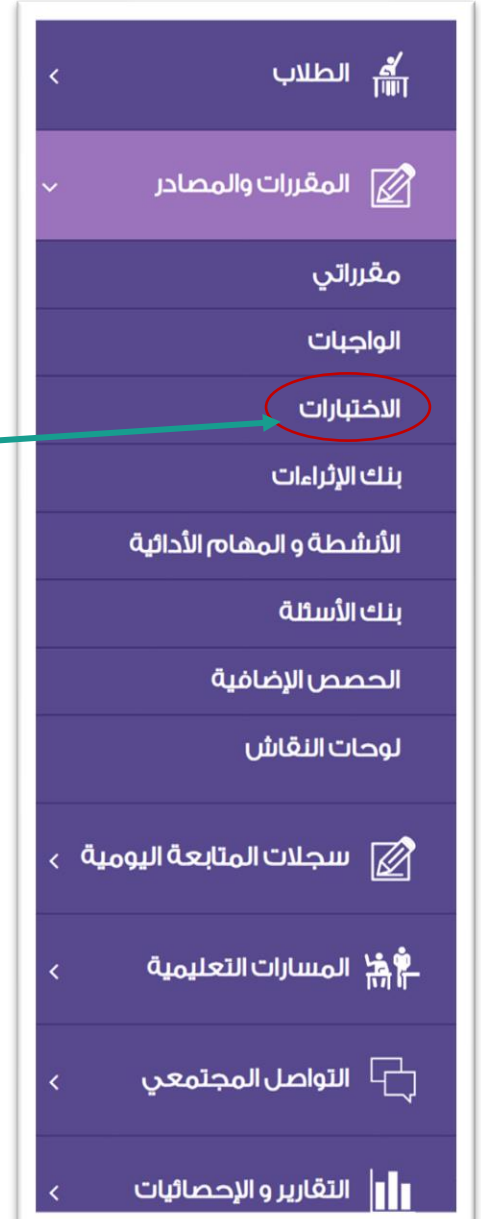 الطلاب
المقررات والمصادر
مقرراتي
الواجبات
الاختبارات
بنك الإثراءات
الأنشطة و المهام الأدائية
بنك الأسئلة
الحصص الإضافية
لوحات النقاش
سجلات المتابعة اليومية
المسارات التعليمية
التواصل المجتمعي
التقارير و الإحصائيات